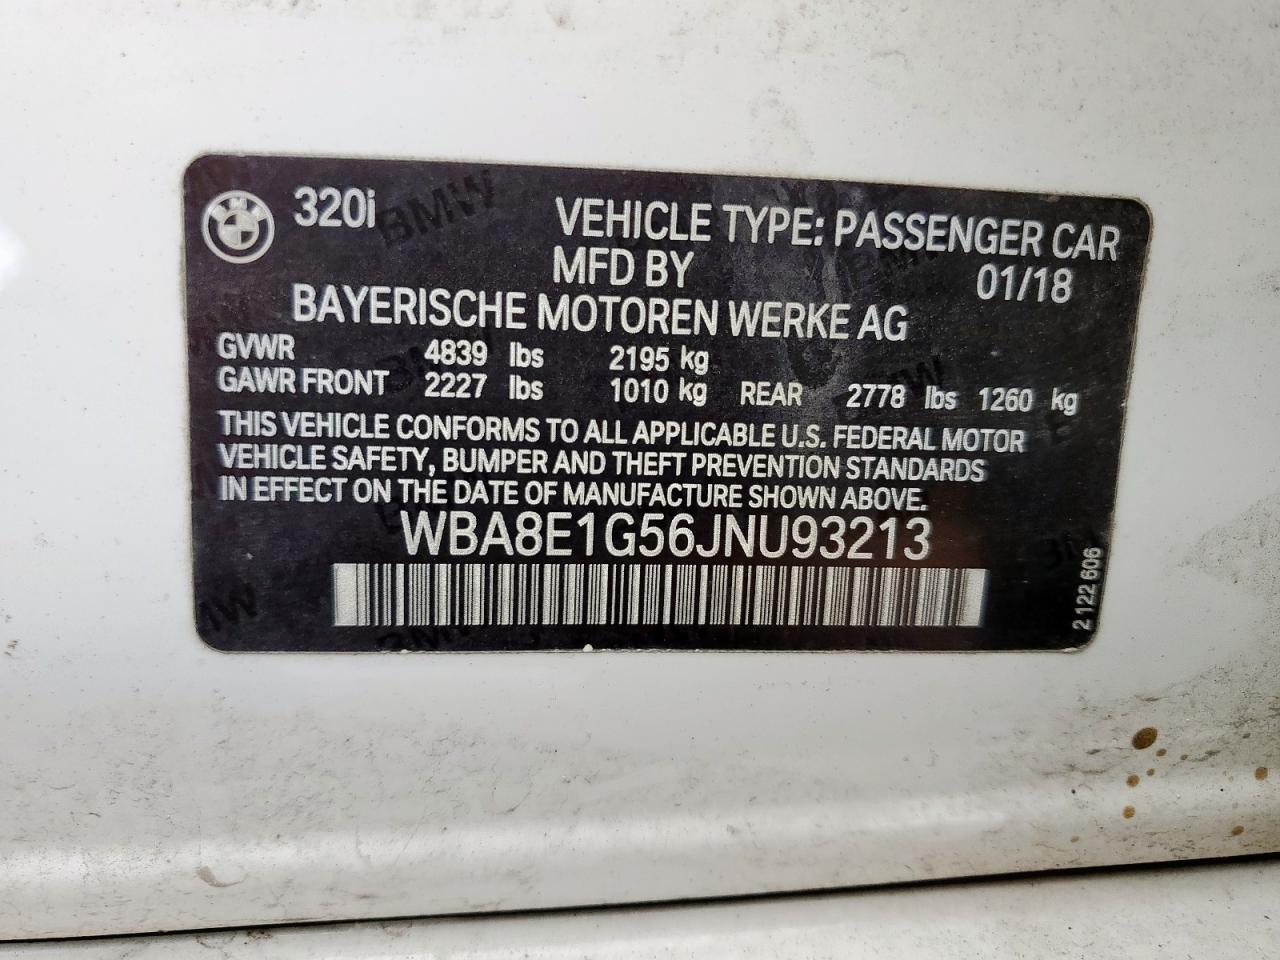 320i
VEHICLE TYPE: PASSENGER CAR
MFD BY 01/18
BAYERISCHE MOTOREN WERKE AG
GVWR 4839 lbs 2195 kg
GAWR FRONT 2227 lbs 1010 kg REAR 2778 lbs 1260 kg
THIS VEHICLE CONFORMS TO ALL APPLICABLE U.S. FEDERAL MOTOR
VEHICLE SAFETY, BUMPER AND THEFT PREVENTION STANDARDS
IN EFFECT ON THE DATE OF MANUFACTURE SHOWN ABOVE.
WBA8E1G56JNU93213
2 122 606
BMW